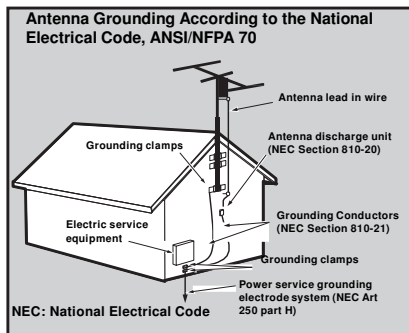 Antenna Grounding According to the National
Electrical Code, ANSI/NFPA 70
Antenna lead in wire
Grounding clamps
Antenna discharge unit
(NEC Section 810-20)
Electric service
equipment
Grounding Conductors
(NEC Section 810-21)
Grounding clamps
Power service grounding
electrode system (NEC Art
250 part H)
NEC: National Electrical Code